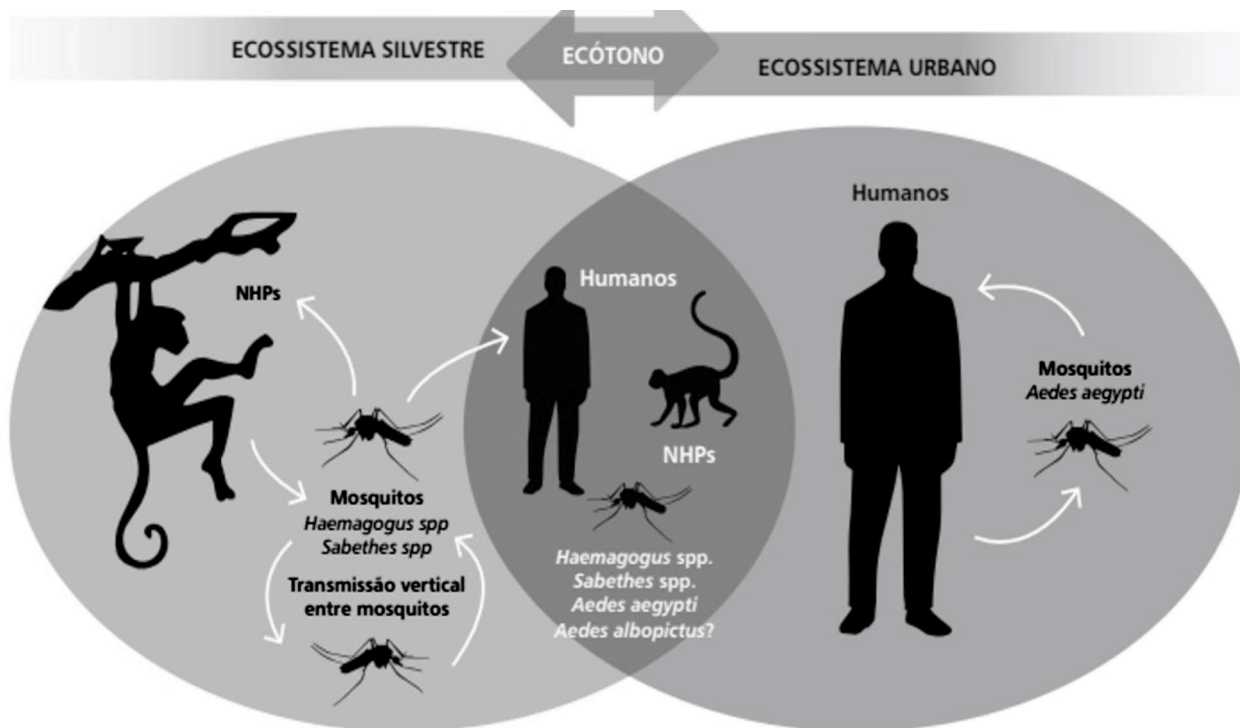 ECOSSISTEMA SILVESTRE
ECÓTONO
ECOSSISTEMA URBANO
NHPs
Mosquitos
Haemagogus spp
Sabethes spp
Transmissão vertical
entre mosquitos
Humanos
NHPs
Haemagogus spp.
Sabethes spp.
Aedes aegypti
Aedes albopictus?
Humanos
Mosquitos
Aedes aegypti